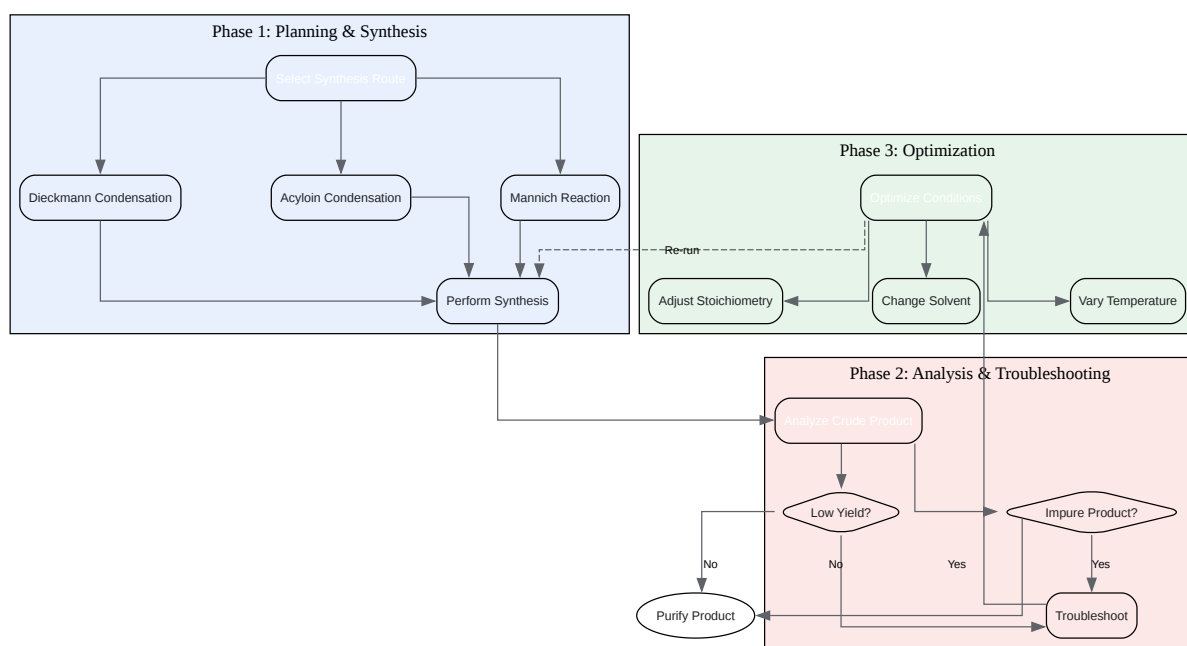 Phase 1: Planning & Synthesis
Select Synthesis Route
Dieckmann Condensation
Acyloin Condensation
Mannich Reaction
Perform Synthesis
Phase 3: Optimization
Optimize Conditions
Re-run
Adjust Stoichiometry
Change Solvent
Vary Temperature
Phase 2: Analysis & Troubleshooting
Analyze Crude Product
Low Yield?
Impure Product?
No
No
Yes
Yes
Purify Product
Troubleshoot